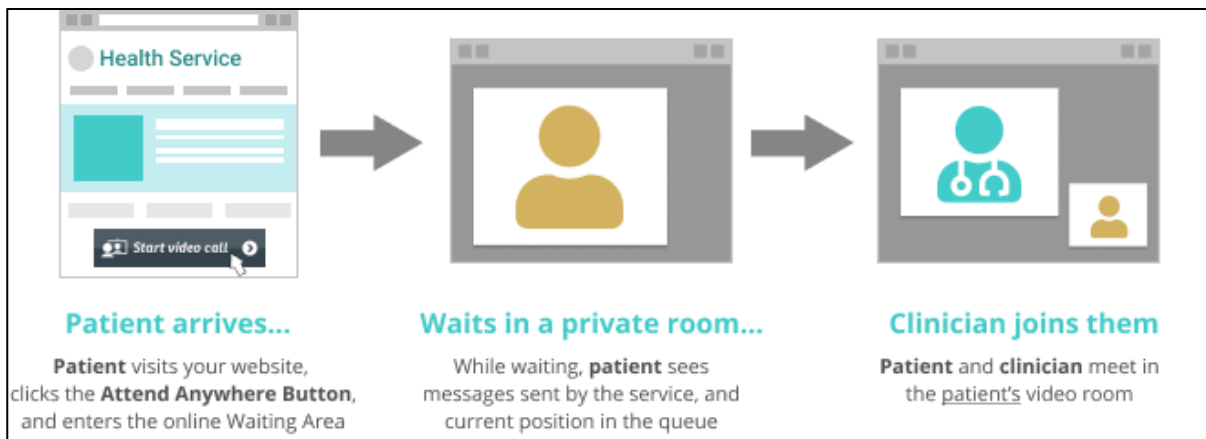 Health Service
Start video call
Patient arrives...
Patient visits your website,
clicks the Attend Anywhere Button,
and enters the online Waiting Area
Waits in a private room...
While waiting, patient sees
messages sent by the service, and
current position in the queue
Clinician joins them
Patient and clinician meet in
the patient's video room